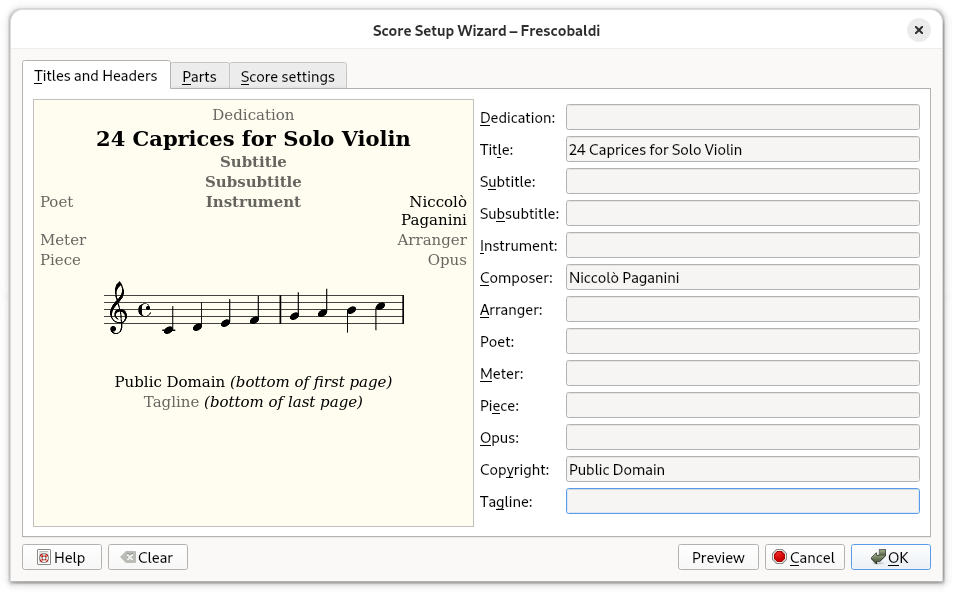 Score Setup Wizard – Frescobaldi
Titles and Headers Parts Score settings
Dedication
24 Caprices for Solo Violin
Subtitle
Subsubtitle
Poet Instrument Niccolò
Paganini
Meter Arranger
Piece Opus
Public Domain (bottom of first page)
Tagline (bottom of last page)
Dedication:
Title: 24 Caprices for Solo Violin
Subtitle:
Subsubtitle:
Instrument:
Composer: Niccolò Paganini
Arranger:
Poet:
Meter:
Piece:
Opus:
Copyright: Public Domain
Tagline:
Help Clear Preview Cancel OK